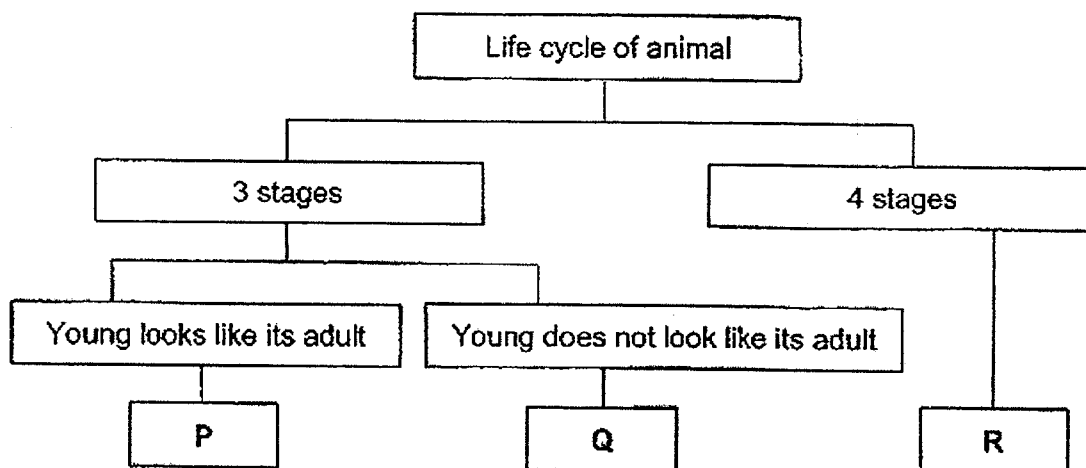 Life cycle of animal
3 stages
4 stages
Young looks like its adult
Young does not look like its adult
P
Q
R